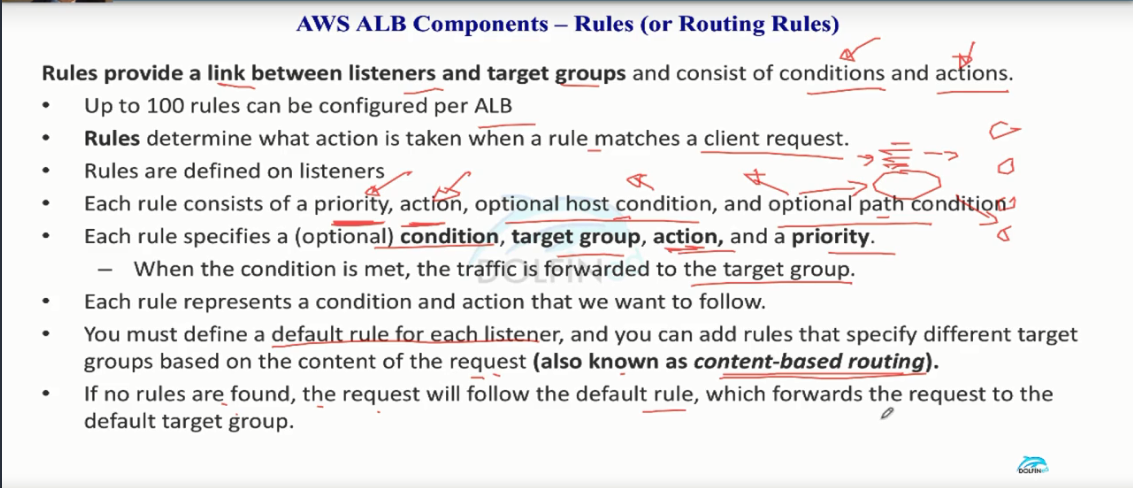 AWS ALB Components – Rules (or Routing Rules)
Rules provide a link between listeners and target groups and consist of conditions and actions.
• Up to 100 rules can be configured per ALB
• Rules determine what action is taken when a rule matches a client request.
• Rules are defined on listeners
• Each rule consists of a priority, action, optional host condition, and optional path condition
• Each rule specifies a (optional) condition, target group, action, and a priority.
– When the condition is met, the traffic is forwarded to the target group.
• Each rule represents a condition and action that we want to follow.
• You must define a default rule for each listener, and you can add rules that specify different target
groups based on the content of the request (also known as content-based routing).
• If no rules are found, the request will follow the default rule, which forwards the request to the
default target group.
DOLFIN
DOLFIN